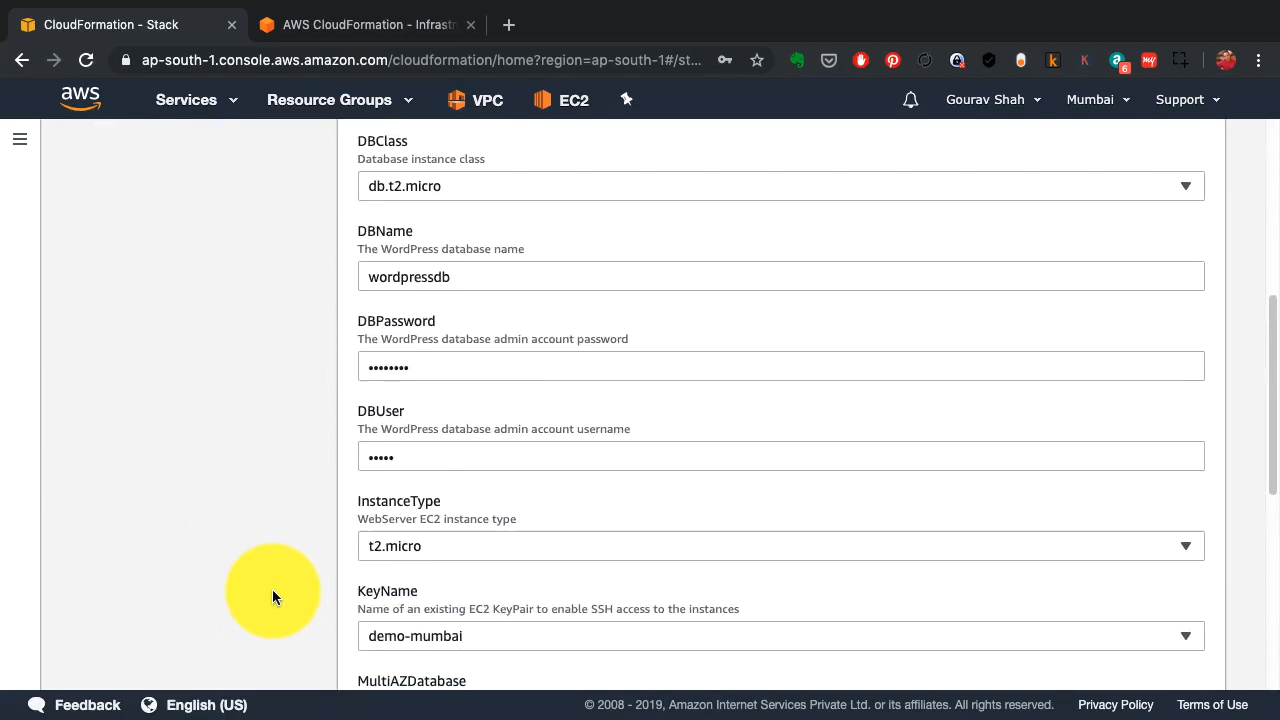 CloudFormation - Stack
AWS CloudFormation - Infrastr
ap-south-1.console.aws.amazon.com/cloudformation/home?region=ap-south-1#/st...
6
k
K
a
my
aws
Services
Resource Groups
VPC
EC2
Gourav Shah
Mumbai
Support
DBClass
Database instance class
db.t2.micro
DBName
The WordPress database name
wordpressdb
DBPassword
The WordPress database admin account password
••••••••
DBUser
The WordPress database admin account username
•••••
InstanceType
WebServer EC2 instance type
t2.micro
KeyName
Name of an existing EC2 KeyPair to enable SSH access to the instances
demo-mumbai
MultiAZDatabase
Feedback
English (US)
© 2008 - 2019, Amazon Internet Services Private Ltd. or its affiliates. All rights reserved.
Privacy Policy
Terms of Use